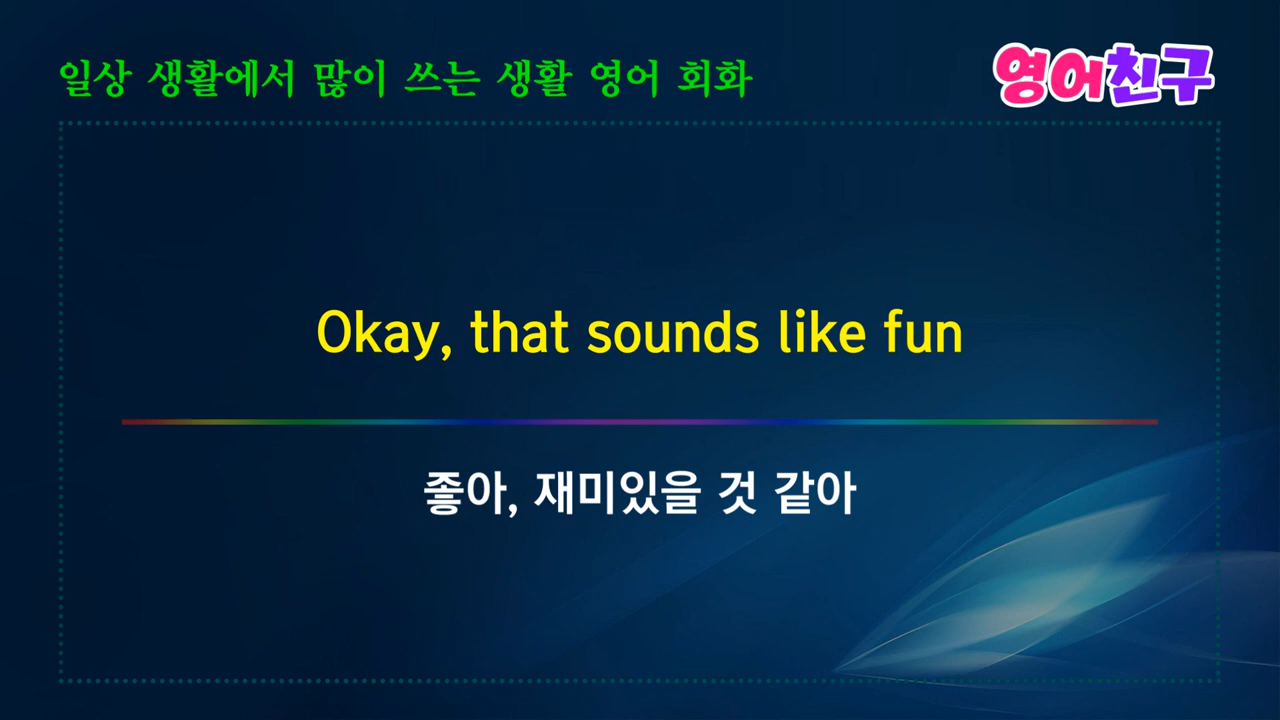 일상 생활에서 많이 쓰는 생활 영어 회화
영어친구
Okay, that sounds like fun
좋아, 재미있을 것 같아